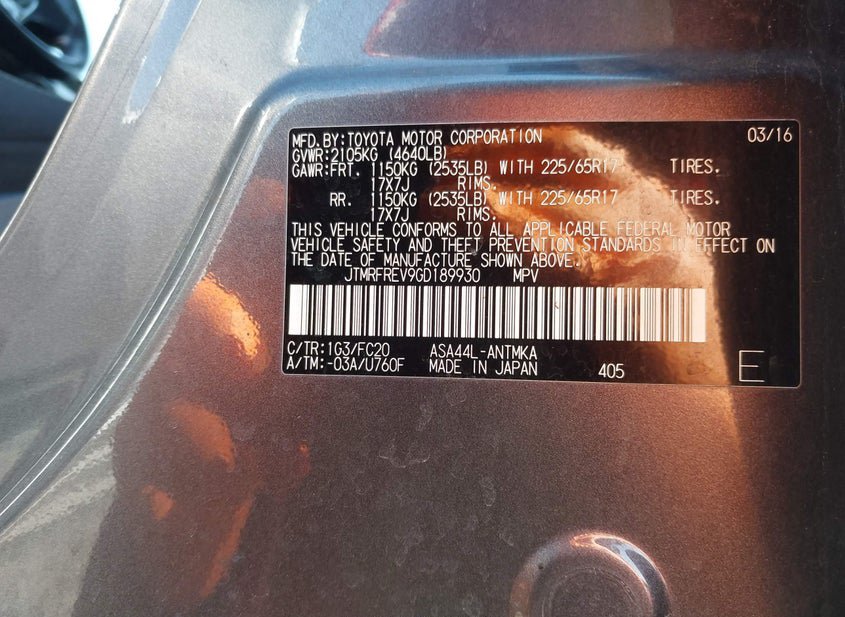 MFD. BY: TOYOTA MOTOR CORPORATION 03/16
GVWR: 2105KG (4640LB)
GAWR: FRT. 1150KG (2535LB) WITH 225/65R17 TIRES.
17X7J RIMS.
RR. 1150KG (2535LB) WITH 225/65R17 TIRES.
17X7J RIMS.
THIS VEHICLE CONFORMS TO ALL APPLICABLE FEDERAL MOTOR
VEHICLE SAFETY AND THEFT PREVENTION STANDARDS IN EFFECT ON
THE DATE OF MANUFACTURE SHOWN ABOVE.
JTMRFREV9GD189930 MPV
C/TR: 1G3/FC20 ASA44L-ANTMKA
A/TM: -03A/U760F MADE IN JAPAN 405 E